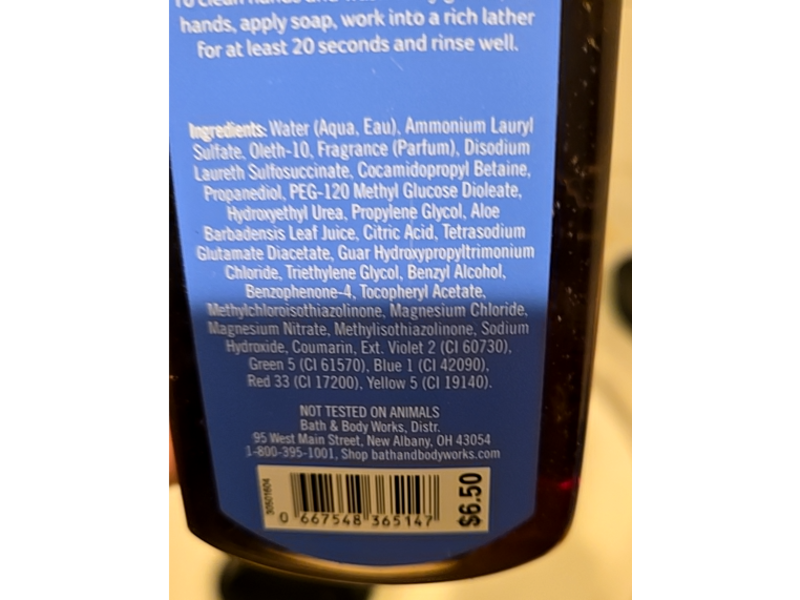 To clean hands and
hands, apply soap, work into a rich lather
for at least 20 seconds and rinse well.
Ingredients: Water (Aqua, Eau), Ammonium Lauryl
Sulfate, Oleth-10, Fragrance (Parfum), Disodium
Laureth Sulfosuccinate, Cocamidopropyl Betaine,
Propanediol, PEG-120 Methyl Glucose Dioleate,
Hydroxyethyl Urea, Propylene Glycol, Aloe
Barbadensis Leaf Juice, Citric Acid, Tetrasodium
Glutamate Diacetate, Guar Hydroxypropyltrimonium
Chloride, Triethylene Glycol, Benzyl Alcohol,
Benzophenone-4, Tocopheryl Acetate,
Methylchloroisothiazolinone, Magnesium Chloride,
Magnesium Nitrate, Methylisothiazolinone, Sodium
Hydroxide, Coumarin, Ext. Violet 2 (CI 60730),
Green 5 (CI 61570), Blue 1 (CI 42090),
Red 33 (CI 17200), Yellow 5 (CI 19140).
NOT TESTED ON ANIMALS
Bath & Body Works, Distr.
95 West Main Street, New Albany, OH 43054
1-800-395-1001, Shop bathandbodyworks.com
30501604
0 667548 365147
$6.50